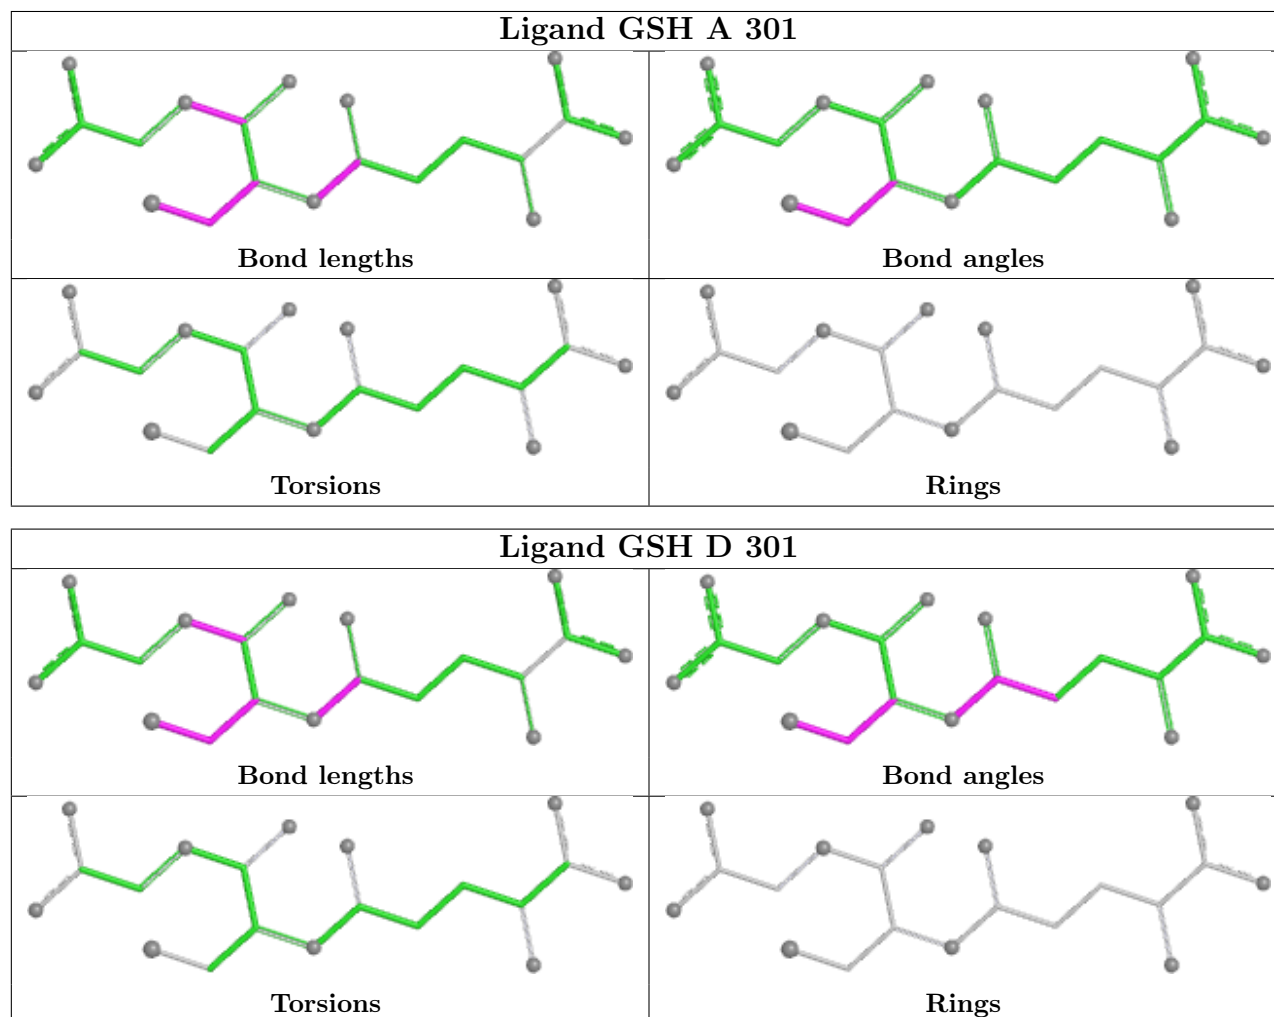 Ligand GSH A 301
Bond lengths
Bond angles
Torsions
Rings
Ligand GSH D 301
Bond lengths
Bond angles
Torsions
Rings